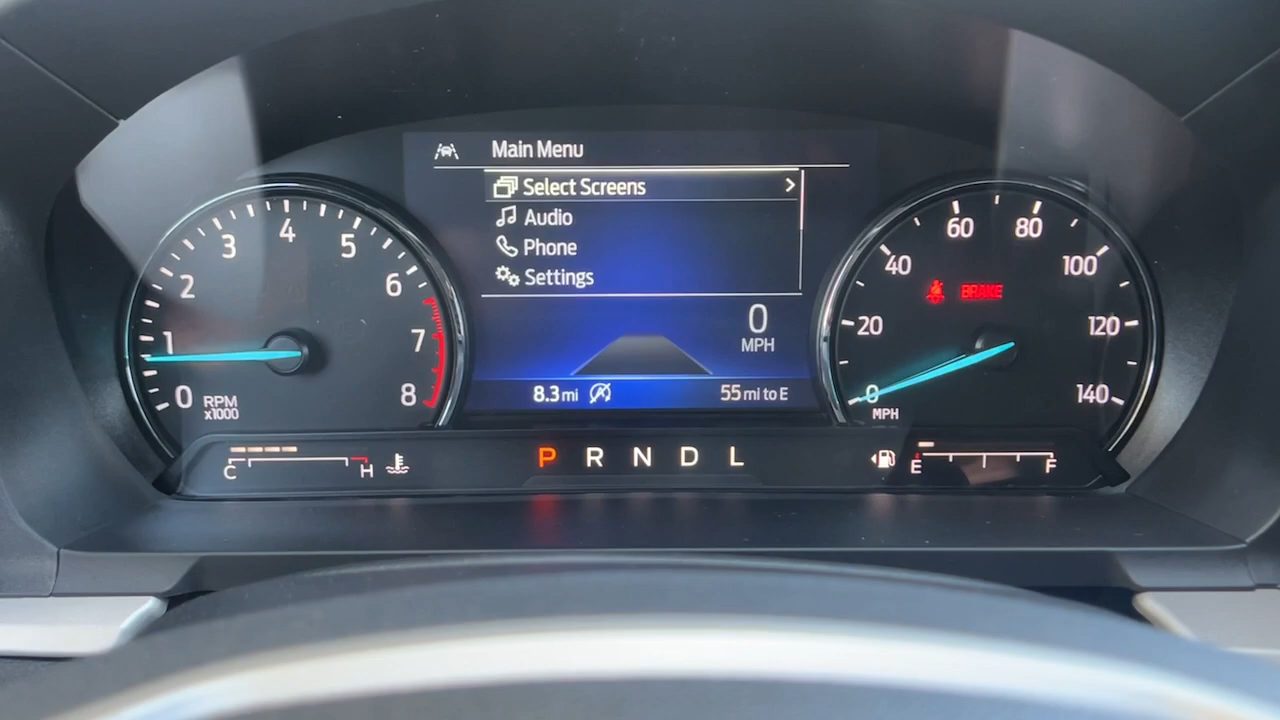 Main Menu
Select Screens
Audio
Phone
Settings
0
MPH
8.3 mi
55 mi to E
0
1
2
3
4
5
6
7
8
RPM
x1000
0
20
40
60
80
100
120
140
MPH
BRAKE
C
H
P R N D L
E
F